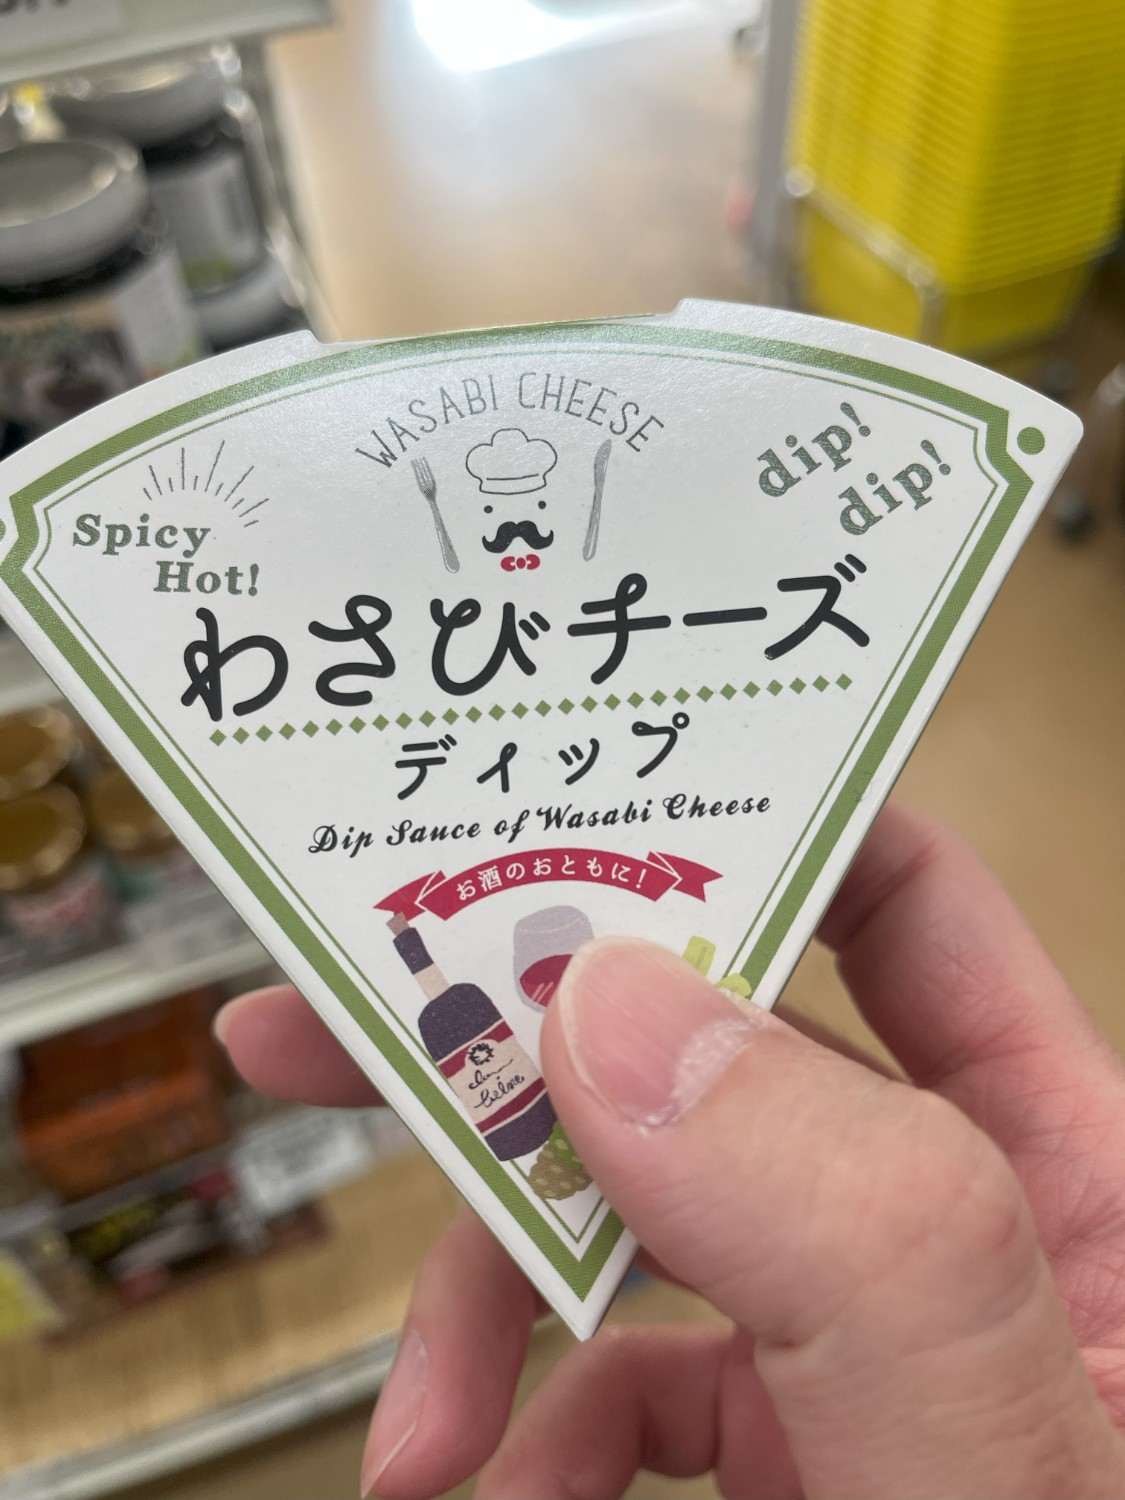 WASABI CHEESE
Spicy
Hot!
dip!
dip!
わさびチーズ
ディップ
Dip Sauce of Wasabi Cheese
お酒のおともに!